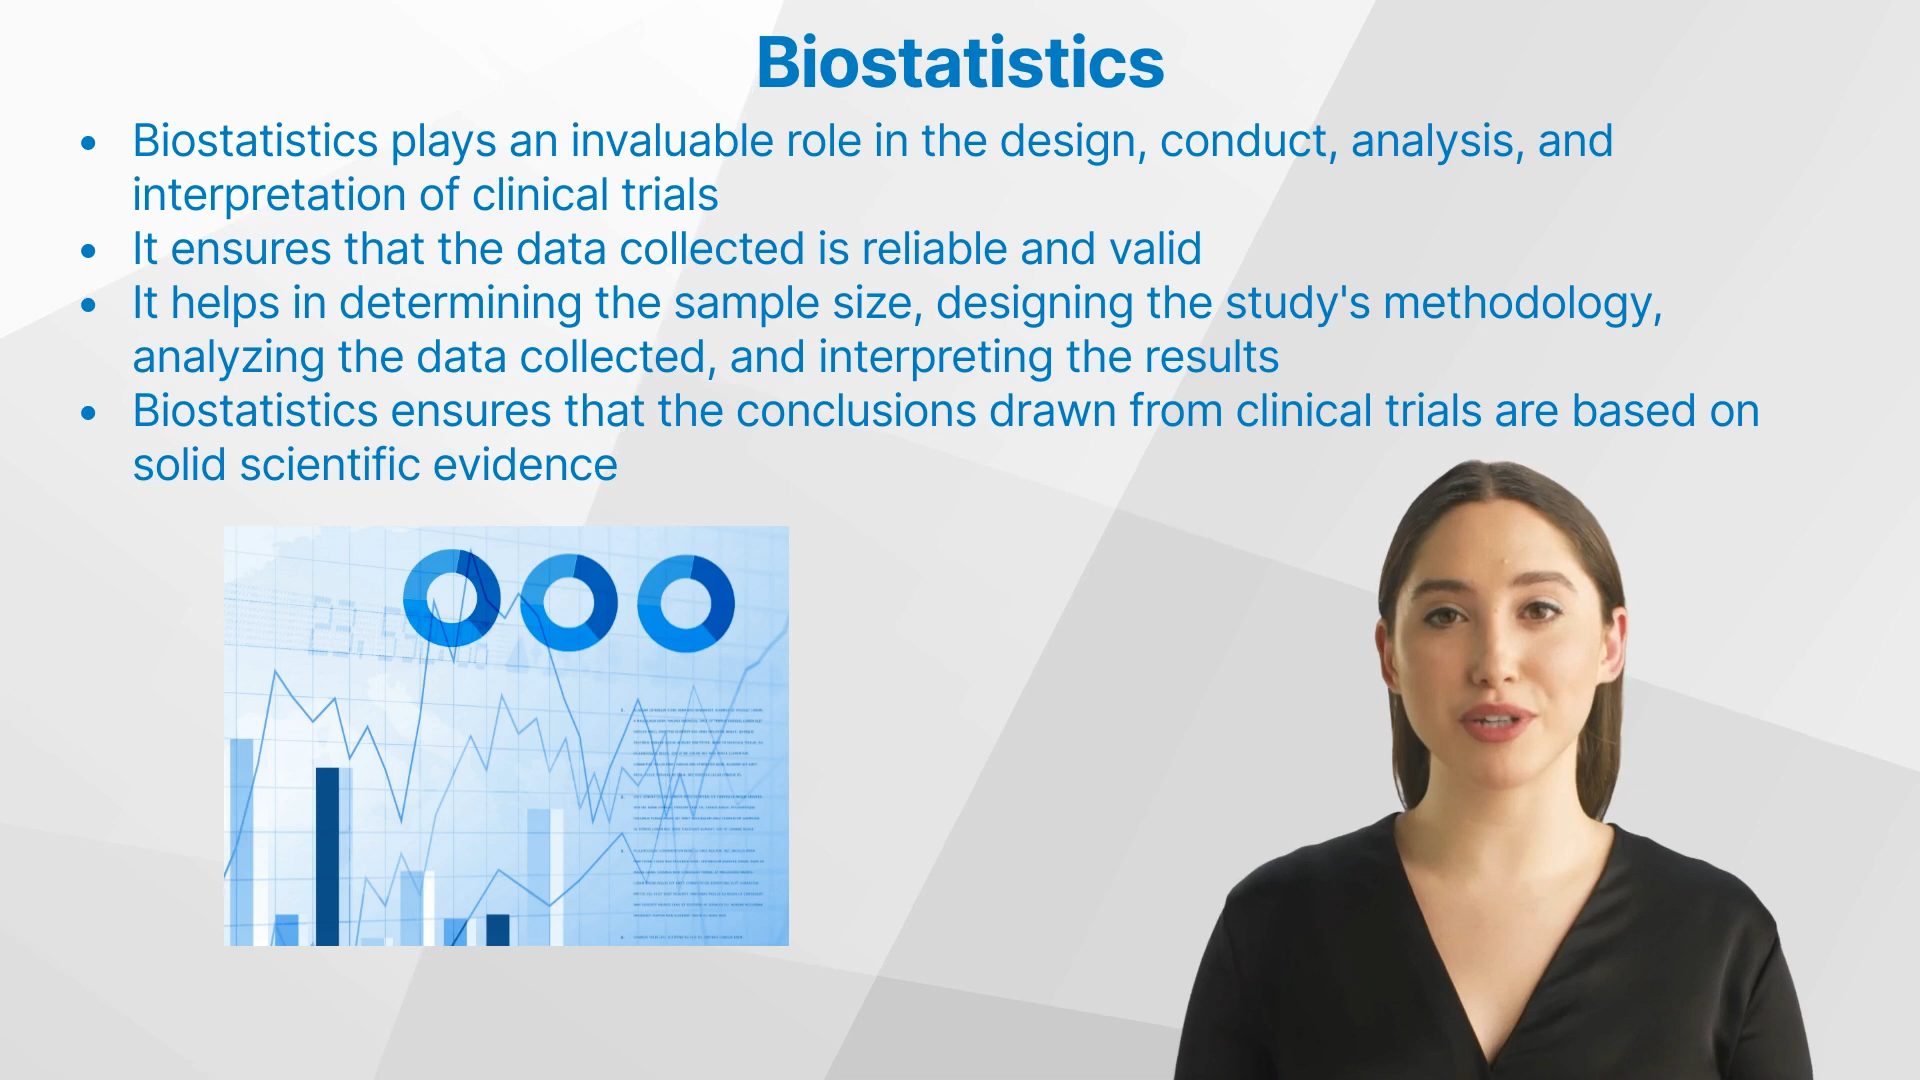 Biostatistics
• Biostatistics plays an invaluable role in the design, conduct, analysis, and
interpretation of clinical trials
• It ensures that the data collected is reliable and valid
• It helps in determining the sample size, designing the study's methodology,
analyzing the data collected, and interpreting the results
• Biostatistics ensures that the conclusions drawn from clinical trials are based on
solid scientific evidence